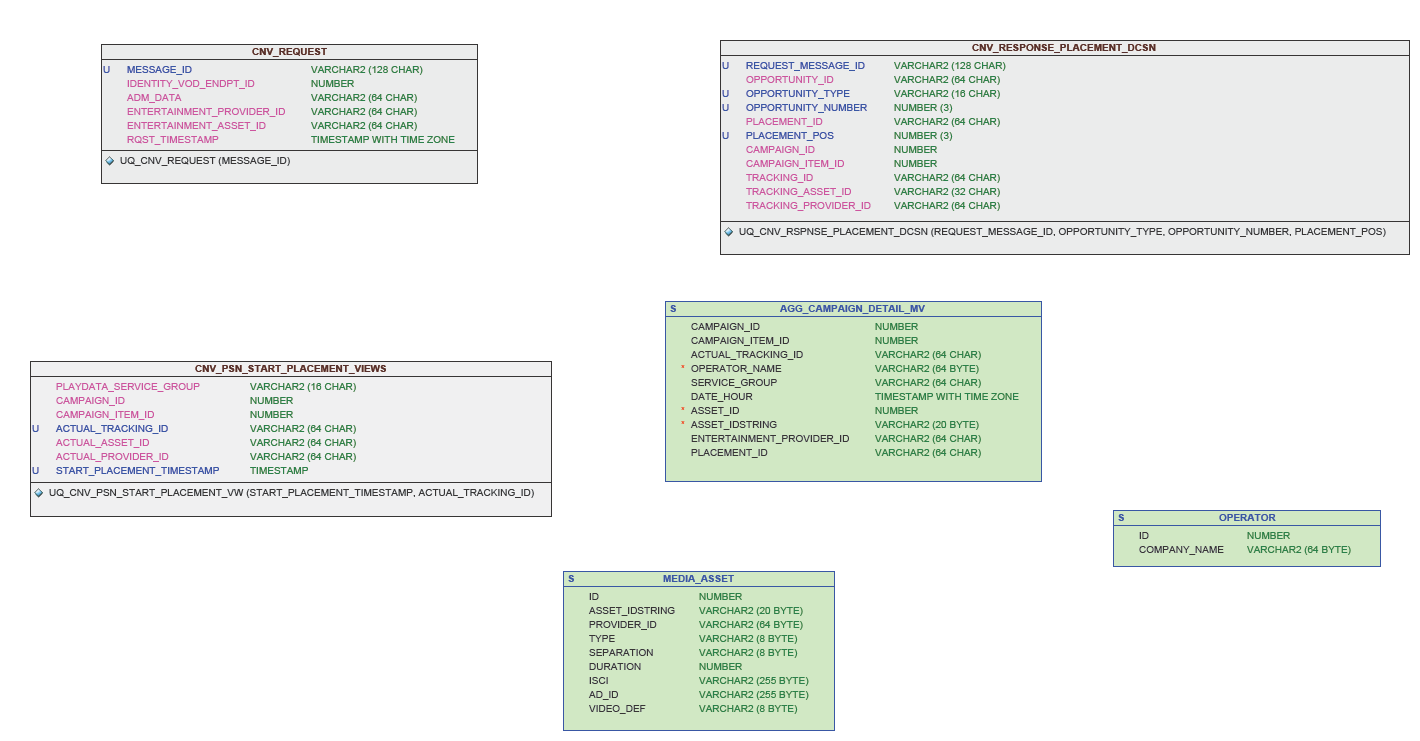 CNV_REQUEST
U MESSAGE_ID VARCHAR2 (128 CHAR)
IDENTITY_VOD_ENDPT_ID NUMBER
ADM_DATA VARCHAR2 (64 CHAR)
ENTERTAINMENT_PROVIDER_ID VARCHAR2 (64 CHAR)
ENTERTAINMENT_ASSET_ID VARCHAR2 (64 CHAR)
RQST_TIMESTAMP TIMESTAMP WITH TIME ZONE
UQ_CNV_REQUEST (MESSAGE_ID)
CNV_RESPONSE_PLACEMENT_DCSN
U REQUEST_MESSAGE_ID VARCHAR2 (128 CHAR)
OPPORTUNITY_ID VARCHAR2 (64 CHAR)
U OPPORTUNITY_TYPE VARCHAR2 (16 CHAR)
U OPPORTUNITY_NUMBER NUMBER (3)
PLACEMENT_ID VARCHAR2 (64 CHAR)
U PLACEMENT_POS NUMBER (3)
CAMPAIGN_ID NUMBER
CAMPAIGN_ITEM_ID NUMBER
TRACKING_ID VARCHAR2 (64 CHAR)
TRACKING_ASSET_ID VARCHAR2 (32 CHAR)
TRACKING_PROVIDER_ID VARCHAR2 (64 CHAR)
UQ_CNV_RSPNSE_PLACEMENT_DCSN (REQUEST_MESSAGE_ID, OPPORTUNITY_TYPE, OPPORTUNITY_NUMBER, PLACEMENT_POS)
S AGG_CAMPAIGN_DETAIL_MV
CAMPAIGN_ID NUMBER
CAMPAIGN_ITEM_ID NUMBER
ACTUAL_TRACKING_ID VARCHAR2 (64 CHAR)
* OPERATOR_NAME VARCHAR2 (64 BYTE)
SERVICE_GROUP VARCHAR2 (64 CHAR)
DATE_HOUR TIMESTAMP WITH TIME ZONE
* ASSET_ID NUMBER
* ASSET_IDSTRING VARCHAR2 (20 BYTE)
ENTERTAINMENT_PROVIDER_ID VARCHAR2 (64 CHAR)
PLACEMENT_ID VARCHAR2 (64 CHAR)
CNV_PSN_START_PLACEMENT_VIEWS
PLAYDATA_SERVICE_GROUP VARCHAR2 (16 CHAR)
CAMPAIGN_ID NUMBER
CAMPAIGN_ITEM_ID NUMBER
U ACTUAL_TRACKING_ID VARCHAR2 (64 CHAR)
ACTUAL_ASSET_ID VARCHAR2 (64 CHAR)
ACTUAL_PROVIDER_ID VARCHAR2 (64 CHAR)
U START_PLACEMENT_TIMESTAMP TIMESTAMP
UQ_CNV_PSN_START_PLACEMENT_VW (START_PLACEMENT_TIMESTAMP, ACTUAL_TRACKING_ID)
S OPERATOR
ID NUMBER
COMPANY_NAME VARCHAR2 (64 BYTE)
S MEDIA_ASSET
ID NUMBER
ASSET_IDSTRING VARCHAR2 (20 BYTE)
PROVIDER_ID VARCHAR2 (64 BYTE)
TYPE VARCHAR2 (8 BYTE)
SEPARATION VARCHAR2 (8 BYTE)
DURATION NUMBER
ISCI VARCHAR2 (255 BYTE)
AD_ID VARCHAR2 (255 BYTE)
VIDEO_DEF VARCHAR2 (8 BYTE)